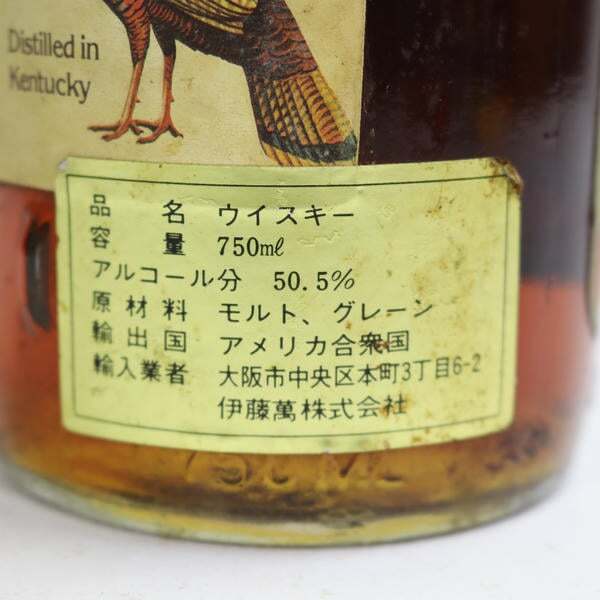 Distilled in
Kentucky
品名 ウイスキー
容量 750mℓ
アルコール分 50.5%
原材料 モルト、グレーン
輸出国 アメリカ合衆国
輸入業者 大阪市中央区本町3丁目6-2
伊藤萬株式会社
750ML